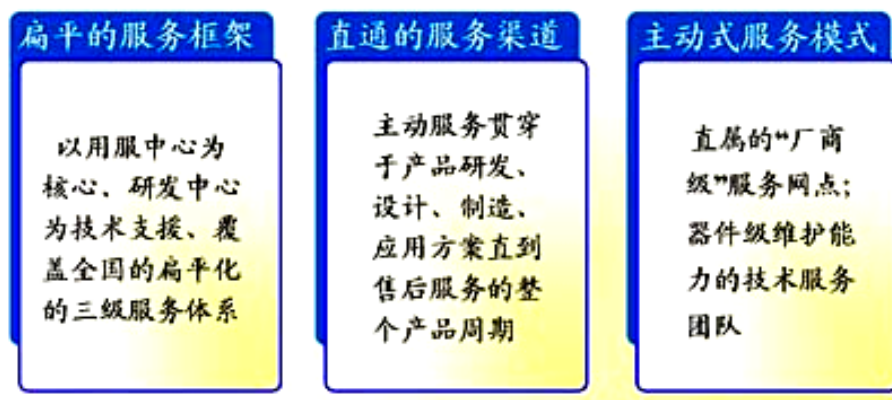 扁平的服务框架
以用服中心为
核心、研发中心
为技术支援、覆
盖全国的扁平化
的三级服务体系
直通的服务渠道
主动服务贯穿
于产品研发、
设计、制造、
应用方案直到
售后服务的整
个产品周期
主动式服务模式
直属的“厂商
级”服务网点;
器件级维护能
力的技术服务
团队